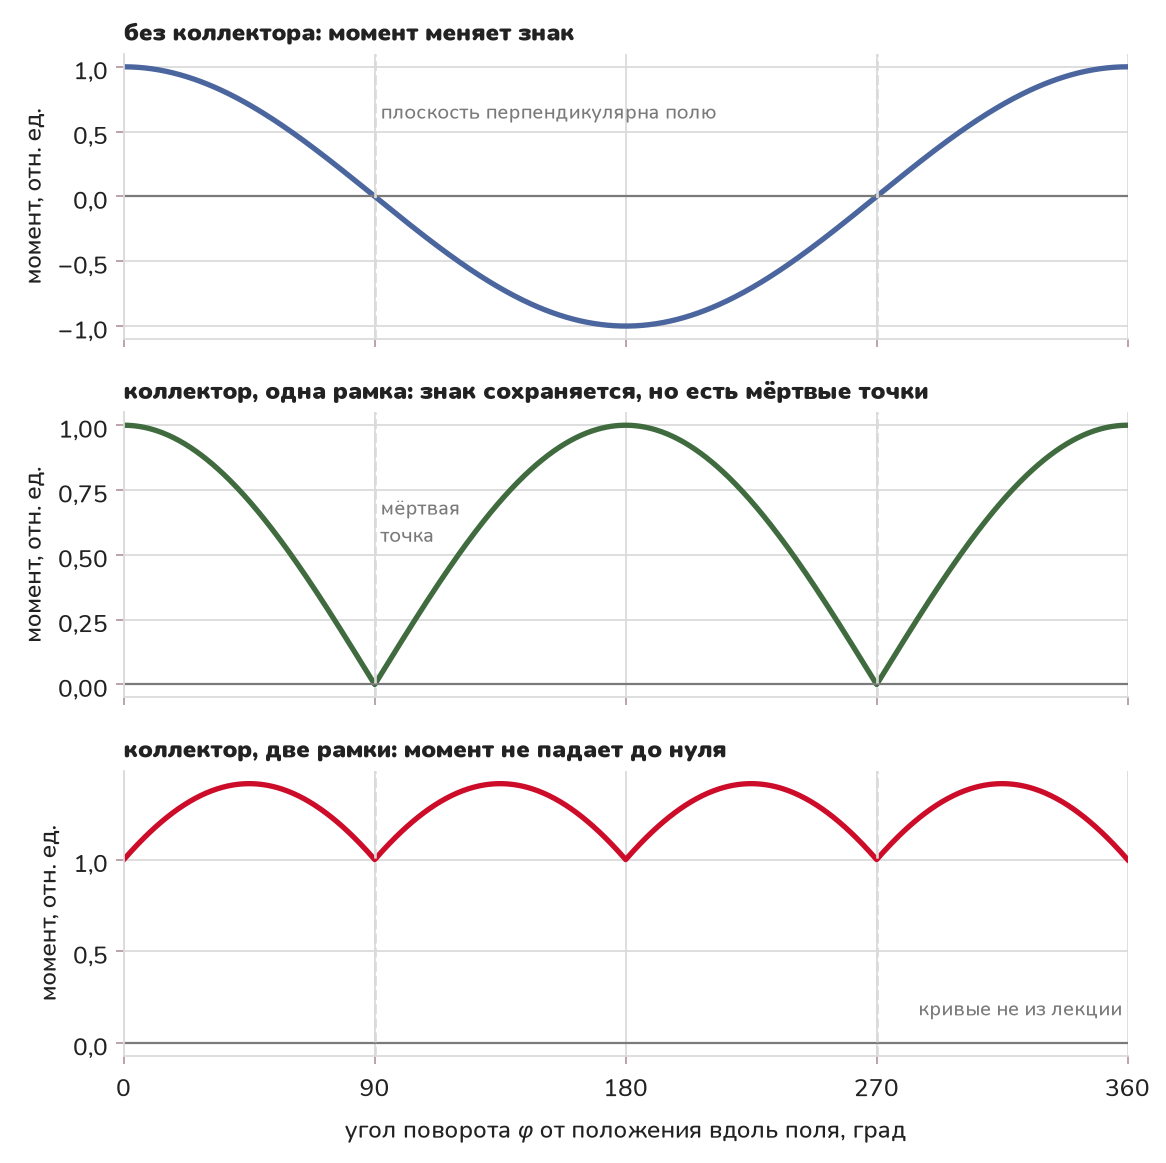 без коллектора: момент меняет знак
момент, отн. ед.
1,0
0,5
0,0
−0,5
−1,0
плоскость перпендикулярна полю
коллектор, одна рамка: знак сохраняется, но есть мёртвые точки
момент, отн. ед.
1,00
0,75
0,50
0,25
0,00
мёртвая
точка
коллектор, две рамки: момент не падает до нуля
момент, отн. ед.
1,0
0,5
0,0
кривые не из лекции
0 90 180 270 360
угол поворота φ от положения вдоль поля, град